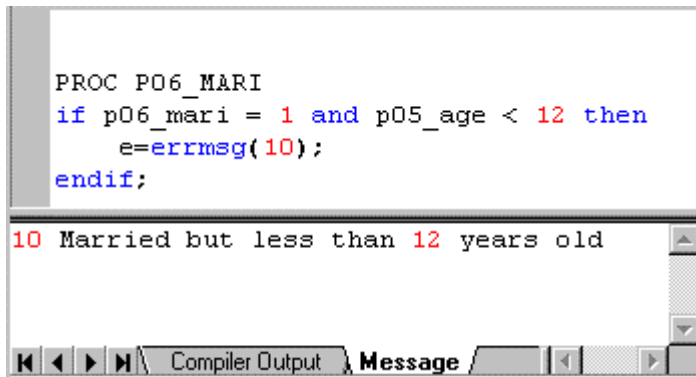 PROC P06_MARI
if p06_mari = 1 and p05_age < 12 then
e=errmsg(10);
endif;
10 Married but less than 12 years old
Compiler Output Message